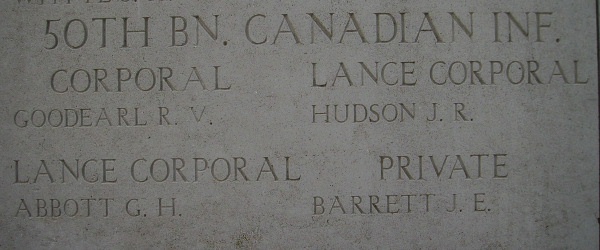 50TH BN. CANADIAN INF.
CORPORAL
GOODEARL R. V.
LANCE CORPORAL
ABBOTT G. H.
LANCE CORPORAL
HUDSON J. R.
PRIVATE
BARRETT J. E.